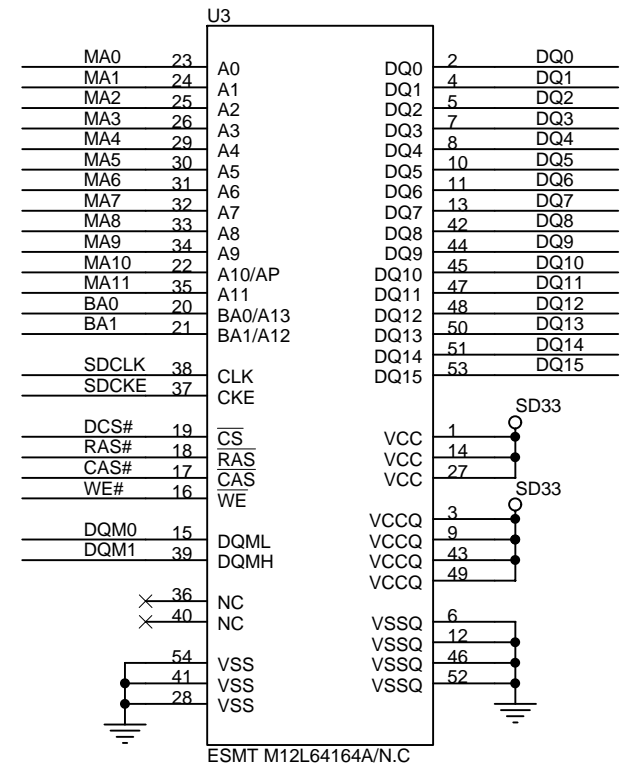 U3
MA0 23 A0 DQ0 2 DQ0
MA1 24 A1 DQ1 4 DQ1
MA2 25 A2 DQ2 5 DQ2
MA3 26 A3 DQ3 7 DQ3
MA4 29 A4 DQ4 8 DQ4
MA5 30 A5 DQ5 10 DQ5
MA6 31 A6 DQ6 11 DQ6
MA7 32 A7 DQ7 13 DQ7
MA8 33 A8 DQ8 42 DQ8
MA9 34 A9 DQ9 44 DQ9
MA10 22 A10/AP DQ10 45 DQ10
MA11 35 A11 DQ11 47 DQ11
BA0 20 BA0/A13 DQ12 48 DQ12
BA1 21 BA1/A12 DQ13 50 DQ13
DQ14 51 DQ14
SDCLK 38 CLK DQ15 53 DQ15
SDCKE 37 CKE
SD33
DCS# 19 CS VCC 1
RAS# 18 RAS VCC 14
CAS# 17 CAS VCC 27
WE# 16 WE
SD33
VCCQ 3
DQM0 15 DQML VCCQ 9
DQM1 39 DQMH VCCQ 43
VCCQ 49
36 NC
40 NC VSSQ 6
VSSQ 12
54 VSS VSSQ 46
41 VSS VSSQ 52
28 VSS
ESMT M12L64164A/N.C